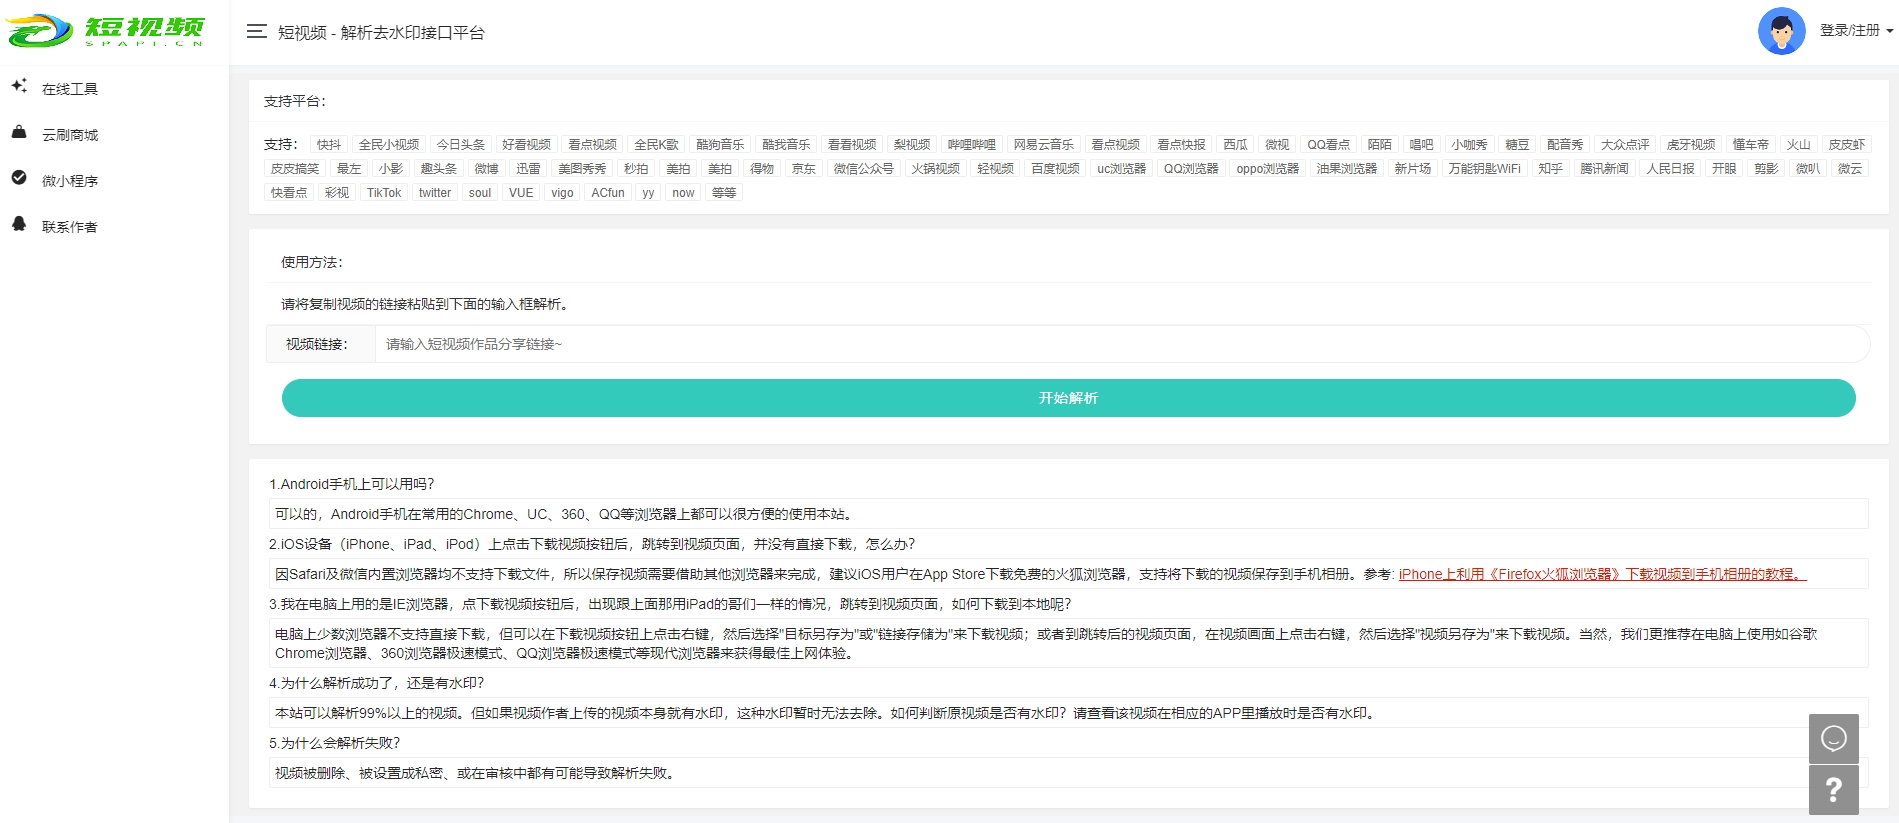 短视频
SPAPI.CN
短视频 - 解析去水印接口平台
登录/注册
在线工具
云刷商城
微小程序
联系作者
支持平台：
支持： 快抖 全民小视频 今日头条 好看视频 看点视频 全民K歌 酷狗音乐 酷我音乐 看看视频 梨视频 哔哩哔哩 网易云音乐 看点视频 看点快报 西瓜 微视 QQ看点 陌陌 唱吧 小咖秀 糖豆 配音秀 大众点评 虎牙视频 懂车帝 火山 皮皮虾
皮皮搞笑 最左 小影 趣头条 微博 迅雷 美图秀秀 秒拍 美拍 美拍 得物 京东 微信公众号 火锅视频 轻视频 百度视频 uc浏览器 QQ浏览器 oppo浏览器 油果浏览器 新片场 万能钥匙WiFi 知乎 腾讯新闻 人民日报 开眼 剪影 微叭 微云
快看点 彩视 TikTok twitter soul VUE vigo ACfun yy now 等等
使用方法：
请将复制视频的链接粘贴到下面的输入框解析。
视频链接： 请输入短视频作品分享链接~
开始解析
1.Android手机上可以用吗？
可以的，Android手机在常用的Chrome、UC、360、QQ等浏览器上都可以很方便的使用本站。
2.iOS设备（iPhone、iPad、iPod）上点击下载视频按钮后，跳转到视频页面，并没有直接下载，怎么办？
因Safari及微信内置浏览器均不支持下载文件，所以保存视频需要借助其他浏览器来完成，建议iOS用户在App Store下载免费的火狐浏览器，支持将下载的视频保存到手机相册。参考: iPhone上利用《Firefox火狐浏览器》下载视频到手机相册的教程。
3.我在电脑上用的是IE浏览器，点下载视频按钮后，出现跟上面那用iPad的哥们一样的情况，跳转到视频页面，如何下载到本地呢？
电脑上少数浏览器不支持直接下载，但可以在下载视频按钮上点击右键，然后选择"目标另存为"或"链接存储为"来下载视频；或者到跳转后的视频页面，在视频画面上点击右键，然后选择"视频另存为"来下载视频。当然，我们更推荐在电脑上使用如谷歌
Chrome浏览器、360浏览器极速模式、QQ浏览器极速模式等现代浏览器来获得最佳上网体验。
4.为什么解析成功了，还是有水印？
本站可以解析99%以上的视频。但如果视频作者上传的视频本身就有水印，这种水印暂时无法去除。如何判断原视频是否有水印？请查看该视频在相应的APP里播放时是否有水印。
5.为什么会解析失败？
视频被删除、被设置成私密、或在审核中都有可能导致解析失败。
?